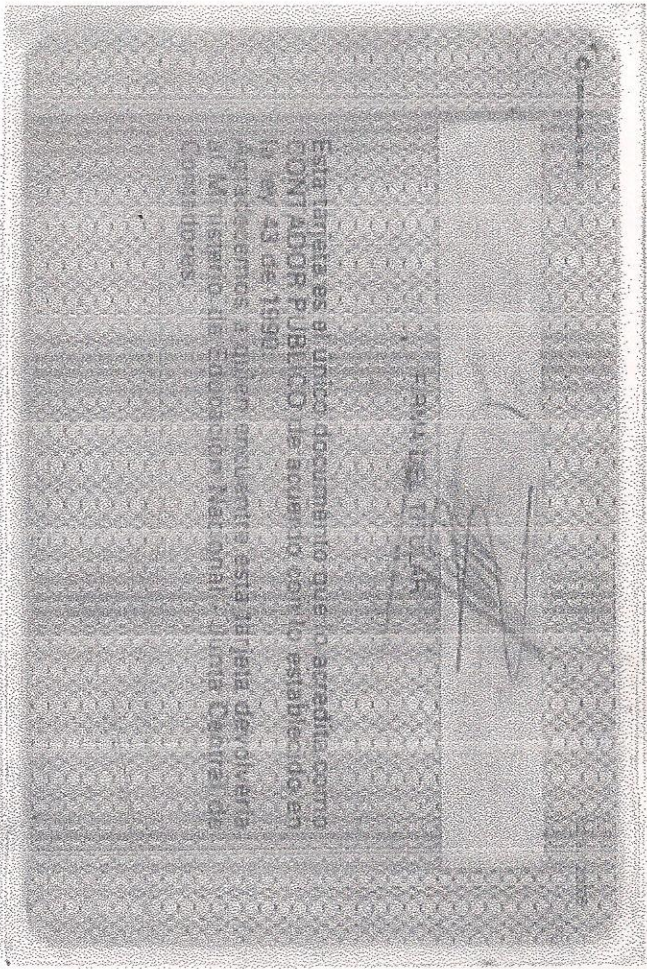 FIRMA DEL TITULAR
Esta tarjeta es el único documento que lo acredita como
CONTADOR PUBLICO de acuerdo con lo establecido en
la ley 43 de 1990.
Agradecemos a quien encuentre esta tarjeta devolverla
al Ministerio de Educación Nacional - Junta Central de
Contadores.